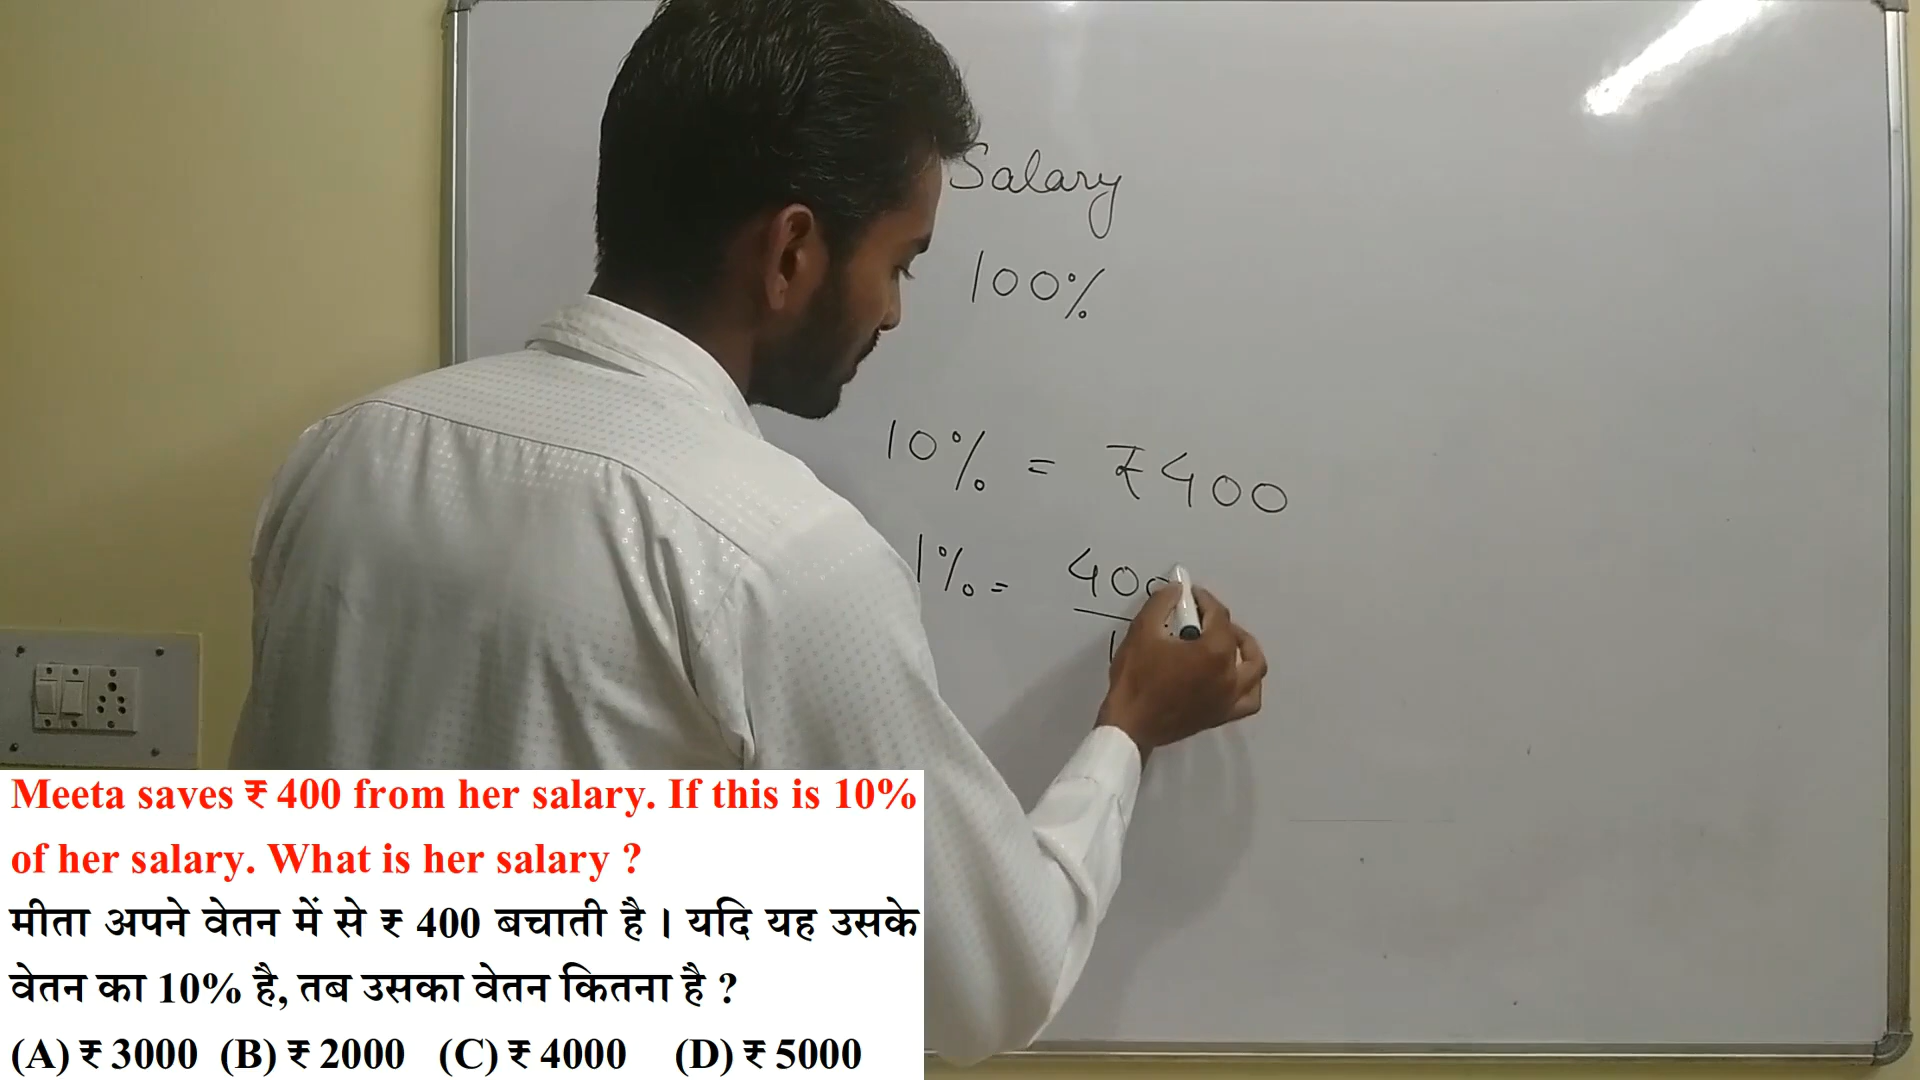 Salary
100%
10% = ₹400
1% = 400
1
Meeta saves ₹ 400 from her salary. If this is 10%
of her salary. What is her salary ?
मीता अपने वेतन में से ₹ 400 बचाती है । यदि यह उसके
वेतन का 10% है, तब उसका वेतन कितना है ?
(A) ₹ 3000 (B) ₹ 2000 (C) ₹ 4000 (D) ₹ 5000